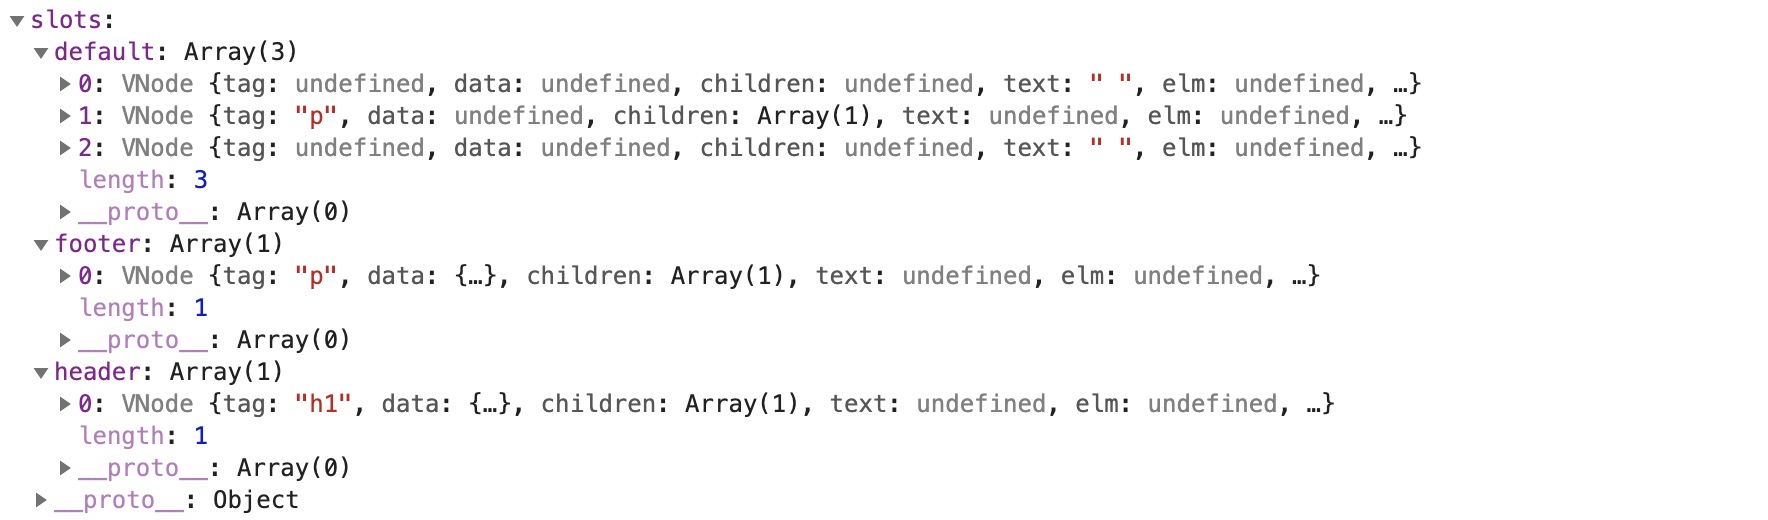 ▼ slots:
▼ default: Array(3)
▶ 0: VNode {tag: undefined, data: undefined, children: undefined, text: " ", elm: undefined, …}
▶ 1: VNode {tag: "p", data: undefined, children: Array(1), text: undefined, elm: undefined, …}
▶ 2: VNode {tag: undefined, data: undefined, children: undefined, text: " ", elm: undefined, …}
length: 3
▶ __proto__: Array(0)
▼ footer: Array(1)
▶ 0: VNode {tag: "p", data: {…}, children: Array(1), text: undefined, elm: undefined, …}
length: 1
▶ __proto__: Array(0)
▼ header: Array(1)
▶ 0: VNode {tag: "h1", data: {…}, children: Array(1), text: undefined, elm: undefined, …}
length: 1
▶ __proto__: Array(0)
▶ __proto__: Object